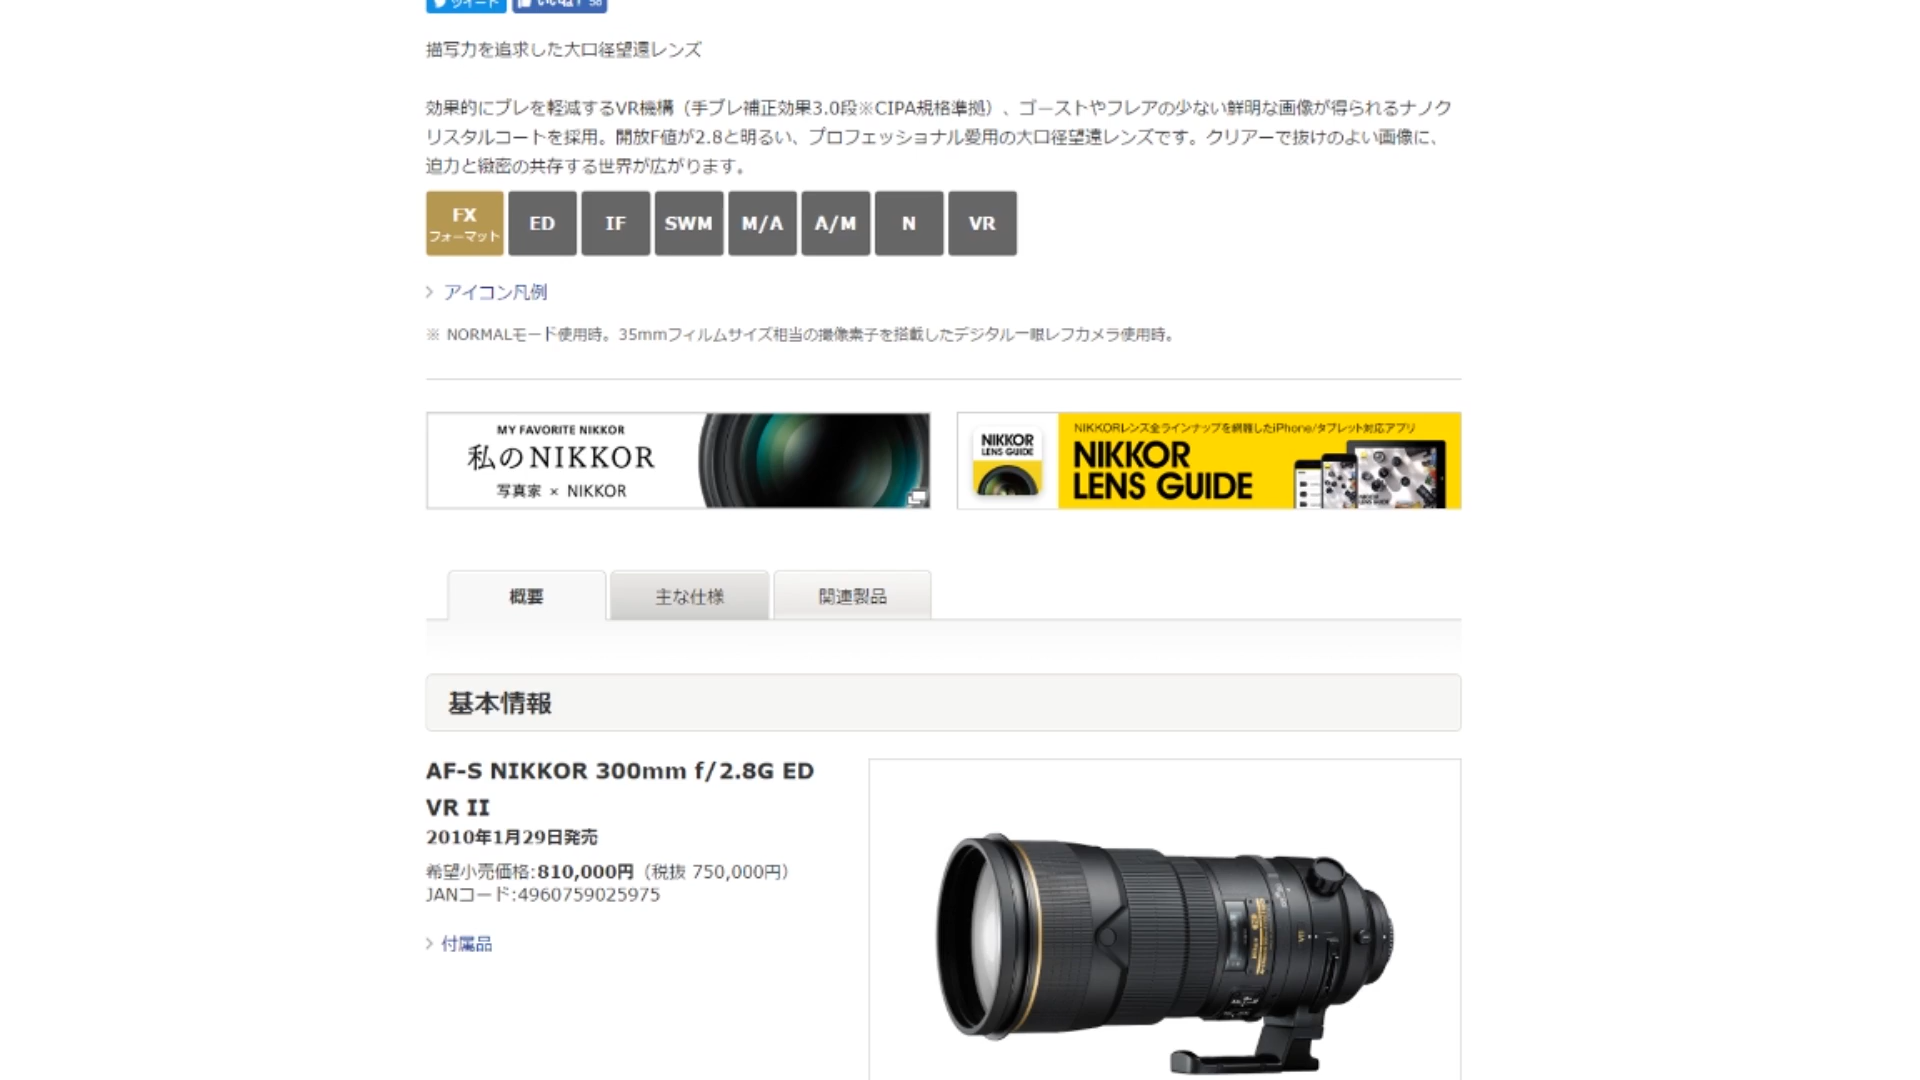 ツイート いいね！ 58
描写力を追求した大口径望遠レンズ
効果的にブレを軽減するVR機構（手ブレ補正効果3.0段※CIPA規格準拠）、ゴーストやフレアの少ない鮮明な画像が得られるナノク
リスタルコートを採用。開放F値が2.8と明るい、プロフェッショナル愛用の大口径望遠レンズです。クリアーで抜けのよい画像に、
迫力と緻密の共存する世界が広がります。
FX
フォーマット
ED IF SWM M/A A/M N VR
アイコン凡例
※ NORMALモード使用時。35mmフィルムサイズ相当の撮像素子を搭載したデジタル一眼レフカメラ使用時。
MY FAVORITE NIKKOR
私のNIKKOR
写真家 × NIKKOR
NIKKOR
LENS GUIDE
NIKKORレンズ全ラインナップを網羅したiPhone/タブレット対応アプリ
NIKKOR
LENS GUIDE
概要 主な仕様 関連製品
基本情報
AF-S NIKKOR 300mm f/2.8G ED
VR II
2010年1月29日発売
希望小売価格:810,000円（税抜 750,000円）
JANコード:4960759025975
付属品
VR